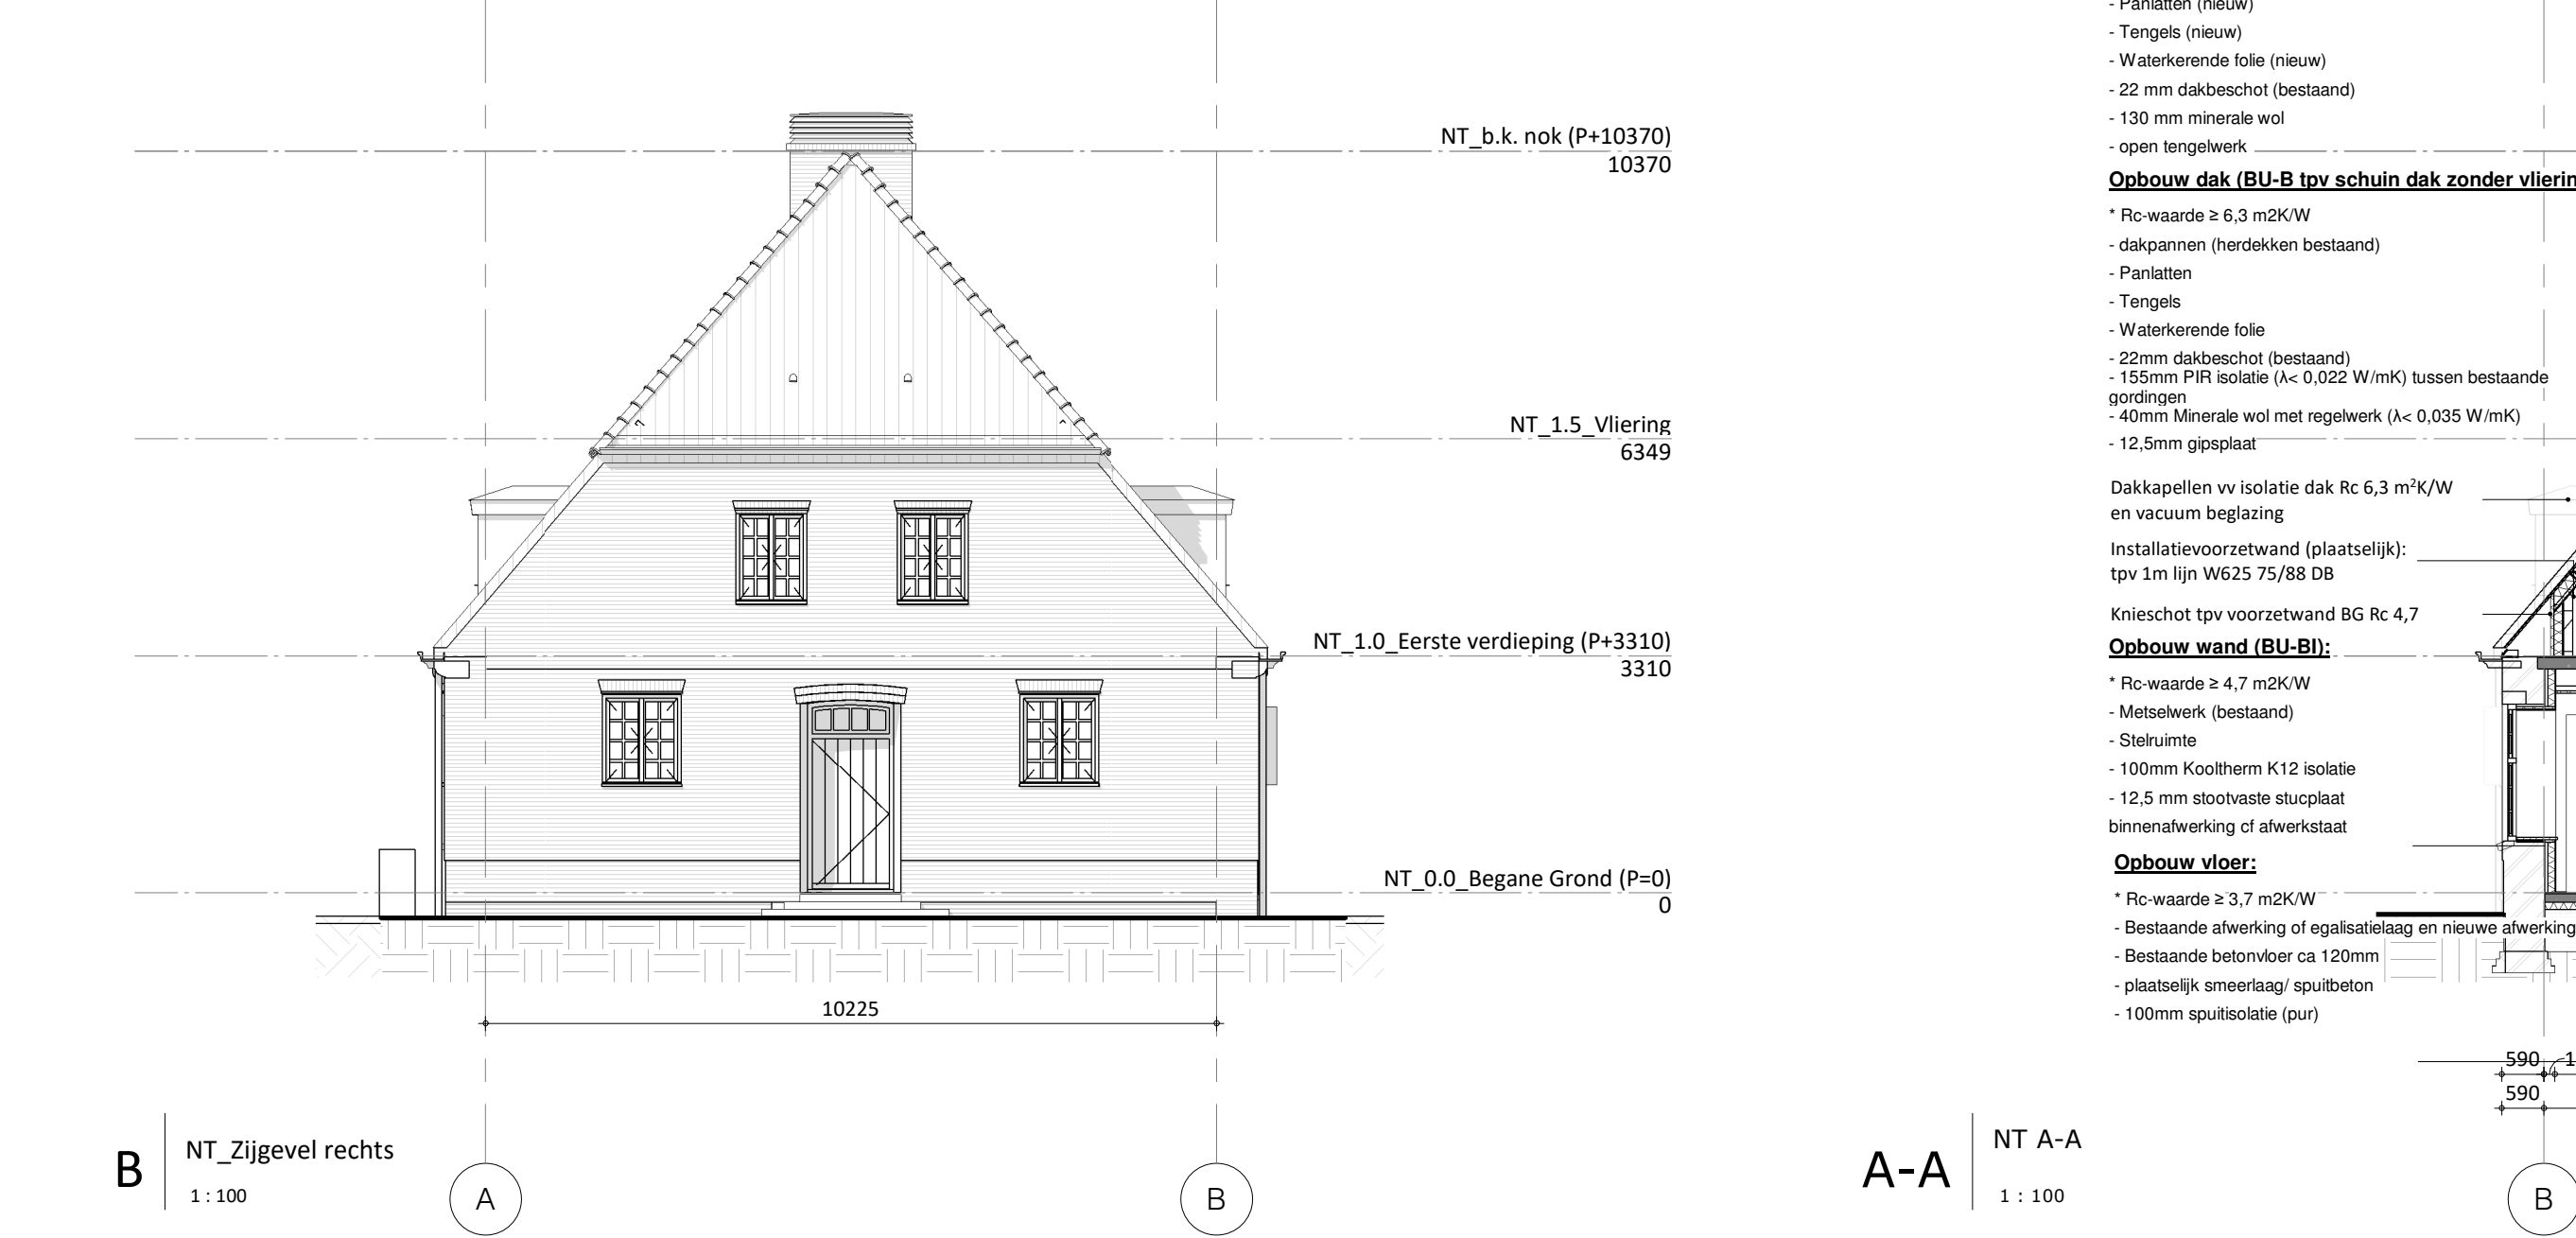 NT_b.k. nok (P+10370)
10370
NT_1.5_Vliering
6349
NT_1.0_Eerste verdieping (P+3310)
3310
NT_0.0_Begane Grond (P=0)
0
10225
B
NT_Zijgevel rechts
1 : 100
A
B
- Panlatten (nieuw)
- Tengels (nieuw)
- Waterkerende folie (nieuw)
- 22 mm dakbeschot (bestaand)
- 130 mm minerale wol
- open tengelwerk
Opbouw dak (BU-B tpv schuin dak zonder vlierin
* Rc-waarde ≥ 6,3 m2K/W
- dakpannen (herdekken bestaand)
- Panlatten
- Tengels
- Waterkerende folie
- 22mm dakbeschot (bestaand)
- 155mm PIR isolatie (λ< 0,022 W/mK) tussen bestaande
gordingen
- 40mm Minerale wol met regelwerk (λ< 0,035 W/mK)
- 12,5mm gipsplaat
Dakkapellen vv isolatie dak Rc 6,3 m²K/W
en vacuum beglazing
Installatievoorzetwand (plaatselijk):
tpv 1m lijn W625 75/88 DB
Knieschot tpv voorzetwand BG Rc 4,7
Opbouw wand (BU-BI):
* Rc-waarde ≥ 4,7 m2K/W
- Metselwerk (bestaand)
- Stelruimte
- 100mm Kooltherm K12 isolatie
- 12,5 mm stootvaste stucplaat
binnenafwerking cf afwerkstaat
Opbouw vloer:
* Rc-waarde ≥ 3,7 m2K/W
- Bestaande afwerking of egalisatielaag en nieuwe afwerking
- Bestaande betonvloer ca 120mm
- plaatselijk smeerlaag/ spuitbeton
- 100mm spuitisolatie (pur)
590
1
590
A-A
NT A-A
1 : 100
B